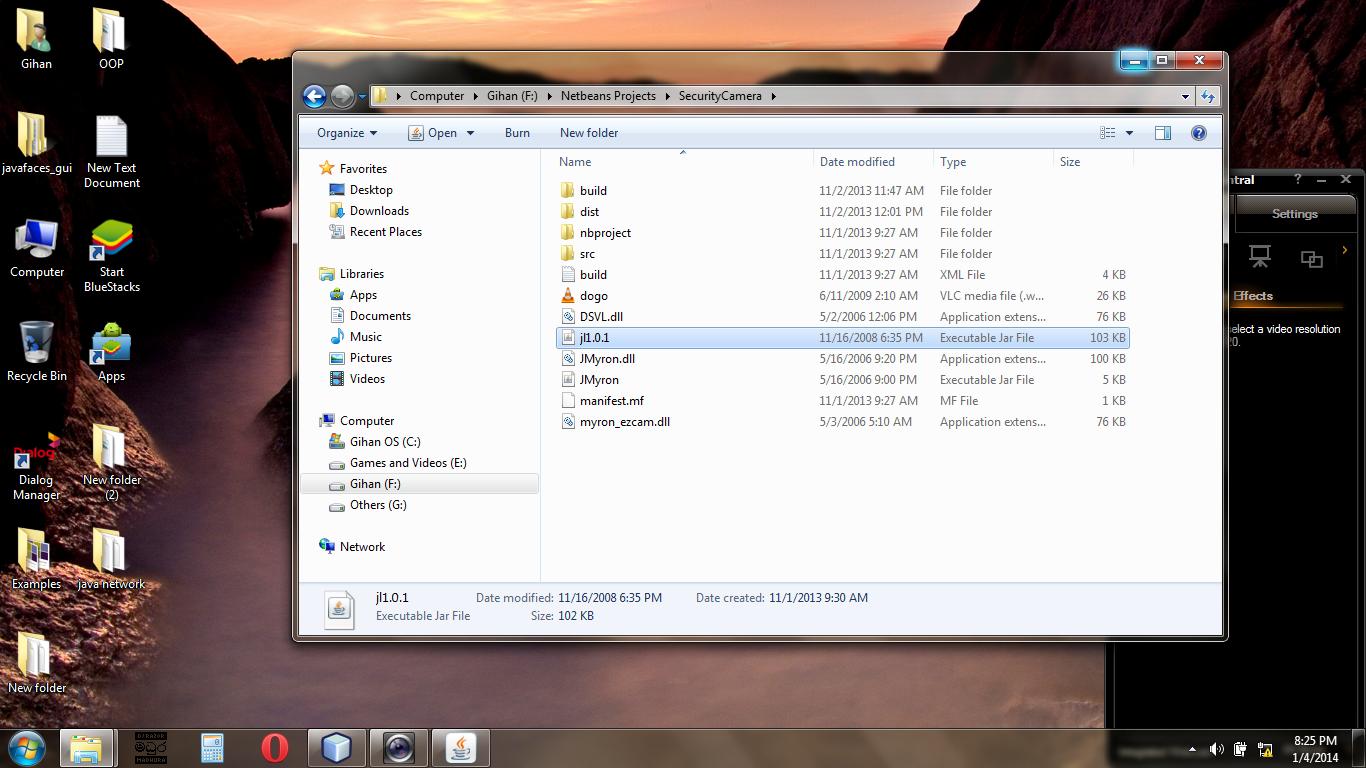 Gihan
OOP
javafaces_gui
New Text
Document
Computer
Start
BlueStacks
Recycle Bin
Apps
Dialog
Dialog
Manager
New folder
(2)
Examples
java network
New folder
Computer
Gihan (F:)
Netbeans Projects
SecurityCamera
Organize
Open
Burn
New folder
Favorites
Desktop
Downloads
Recent Places
Libraries
Apps
Documents
Music
Pictures
Videos
Computer
Gihan OS (C:)
Games and Videos (E:)
Gihan (F:)
Others (G:)
Network
Name Date modified Type Size
build 11/2/2013 11:47 AM File folder
dist 11/2/2013 12:01 PM File folder
nbproject 11/1/2013 9:27 AM File folder
src 11/1/2013 9:27 AM File folder
build 11/1/2013 9:27 AM XML File 4 KB
dogo 6/11/2009 2:10 AM VLC media file (.w... 26 KB
DSVL.dll 5/2/2006 12:06 PM Application extens... 76 KB
jl1.0.1 11/16/2008 6:35 PM Executable Jar File 103 KB
JMyron.dll 5/16/2006 9:20 PM Application extens... 100 KB
JMyron 5/16/2006 9:00 PM Executable Jar File 5 KB
manifest.mf 11/1/2013 9:27 AM MF File 1 KB
myron_ezcam.dll 5/3/2006 5:10 AM Application extens... 76 KB
jl1.0.1 Date modified: 11/16/2008 6:35 PM Date created: 11/1/2013 9:30 AM
Executable Jar File Size: 102 KB
ntral
Settings
Effects
elect a video resolution
20.
මධුර
MADHURA
8:25 PM
1/4/2014